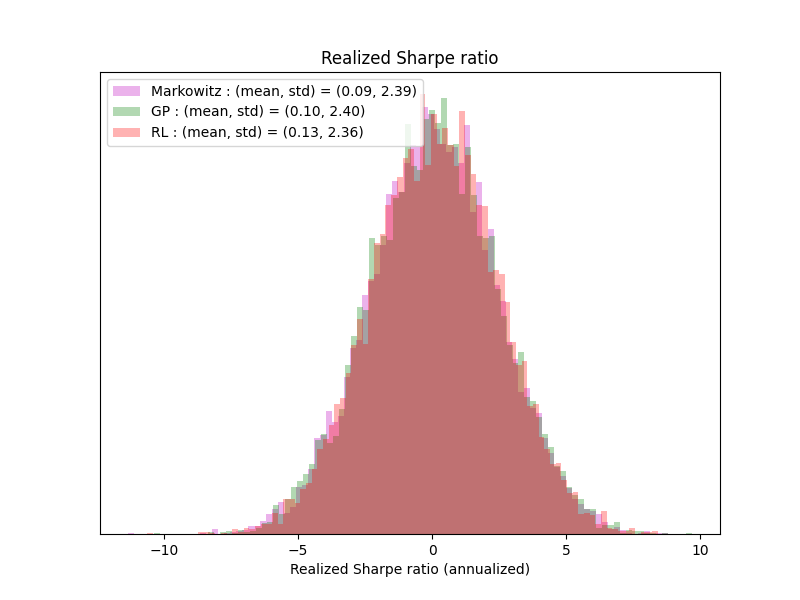 Realized Sharpe ratio
Markowitz : (mean, std) = (0.09, 2.39)
GP : (mean, std) = (0.10, 2.40)
RL : (mean, std) = (0.13, 2.36)
−10 −5 0 5 10
Realized Sharpe ratio (annualized)